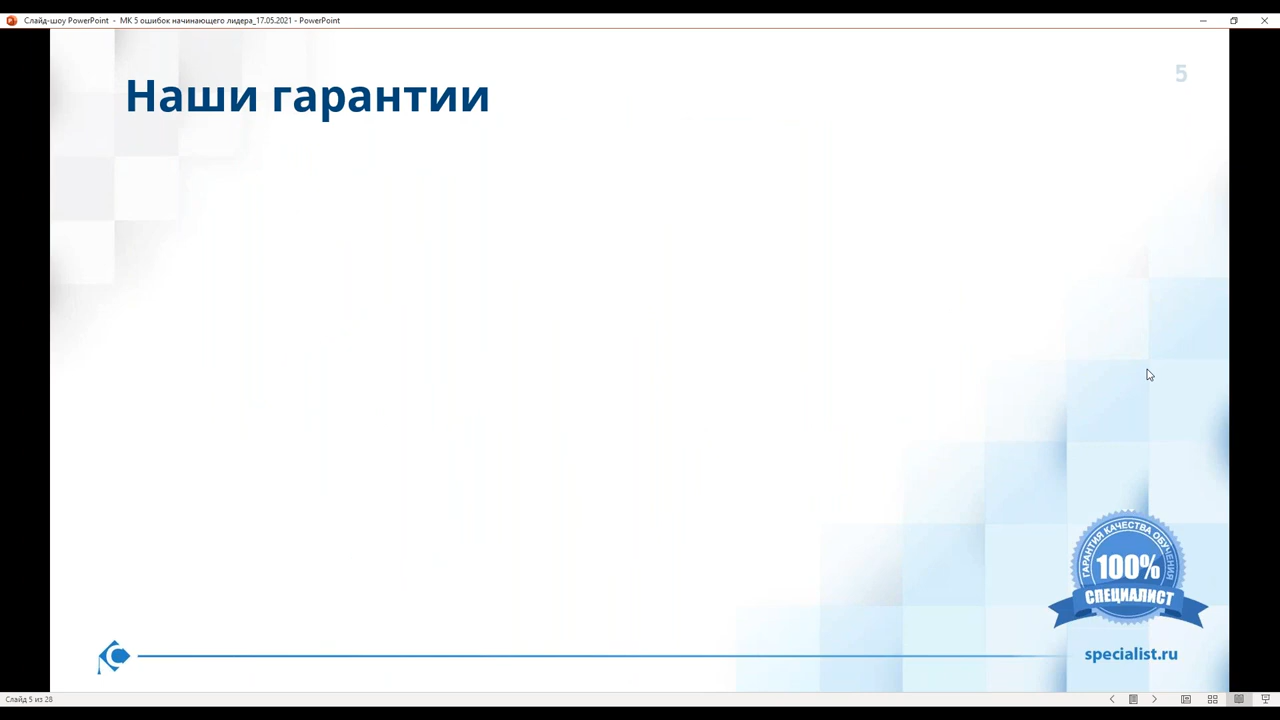 Слайд-шоу PowerPoint - МК 5 ошибок начинающего лидера_17.05.2021 - PowerPoint
5
Наши гарантии
ГАРАНТИЯ КАЧЕСТВА ОБУЧЕНИЯ
100%
СПЕЦИАЛИСТ
specialist.ru
Слайд 5 из 28